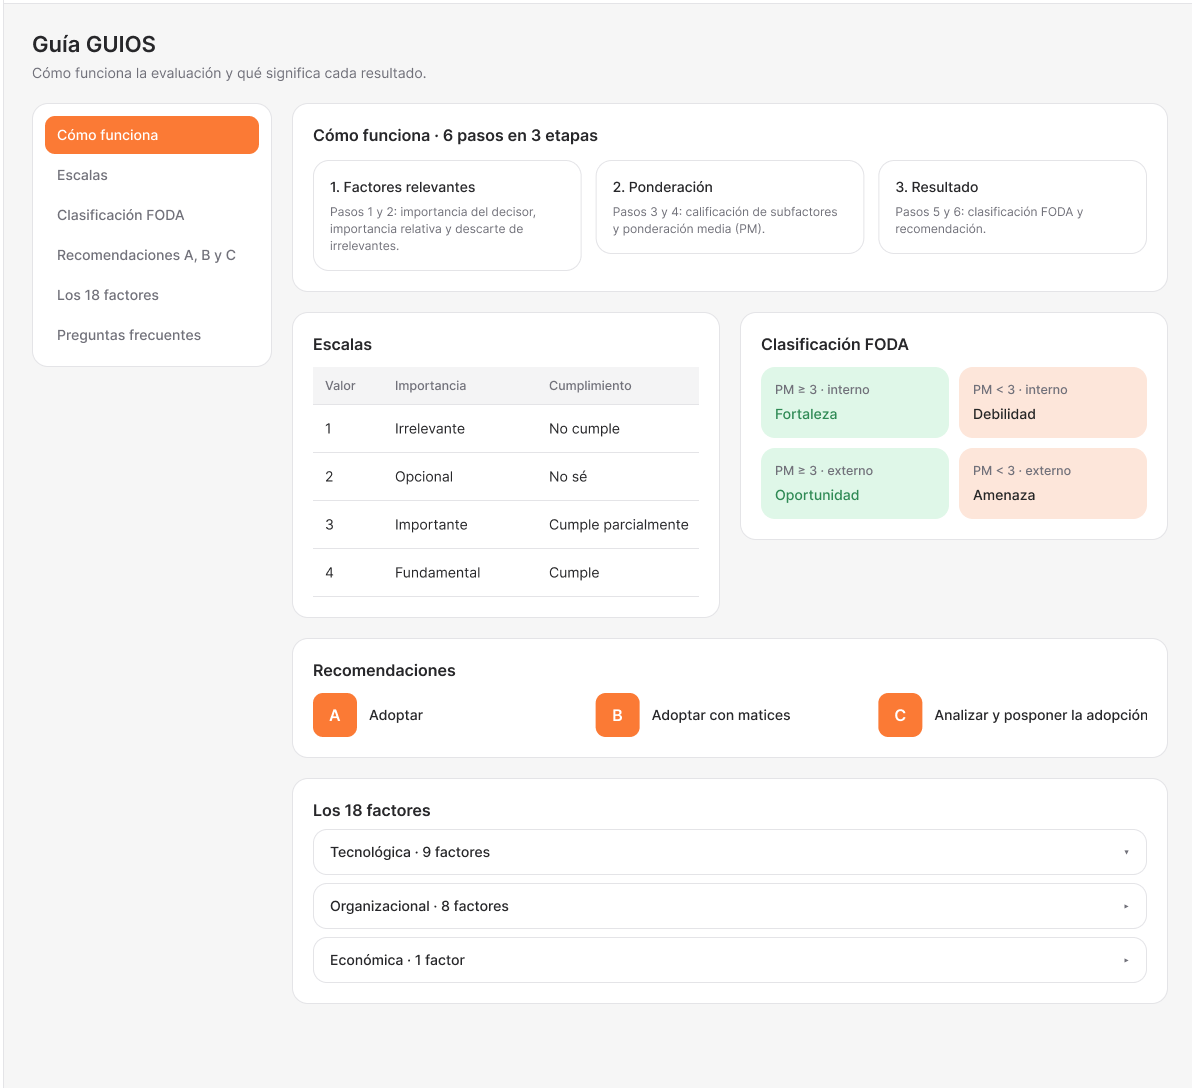 Guía GUIOS
Cómo funciona la evaluación y qué significa cada resultado.
Cómo funciona
Escalas
Clasificación FODA
Recomendaciones A, B y C
Los 18 factores
Preguntas frecuentes
Cómo funciona · 6 pasos en 3 etapas
1. Factores relevantes
Pasos 1 y 2: importancia del decisor,
importancia relativa y descarte de
irrelevantes.
2. Ponderación
Pasos 3 y 4: calificación de subfactores
y ponderación media (PM).
3. Resultado
Pasos 5 y 6: clasificación FODA y
recomendación.
Escalas
Valor Importancia Cumplimiento
1 Irrelevante No cumple
2 Opcional No sé
3 Importante Cumple parcialmente
4 Fundamental Cumple
Clasificación FODA
PM ≥ 3 · interno
Fortaleza
PM < 3 · interno
Debilidad
PM ≥ 3 · externo
Oportunidad
PM < 3 · externo
Amenaza
Recomendaciones
A Adoptar
B Adoptar con matices
C Analizar y posponer la adopción
Los 18 factores
Tecnológica · 9 factores
Organizacional · 8 factores
Económica · 1 factor